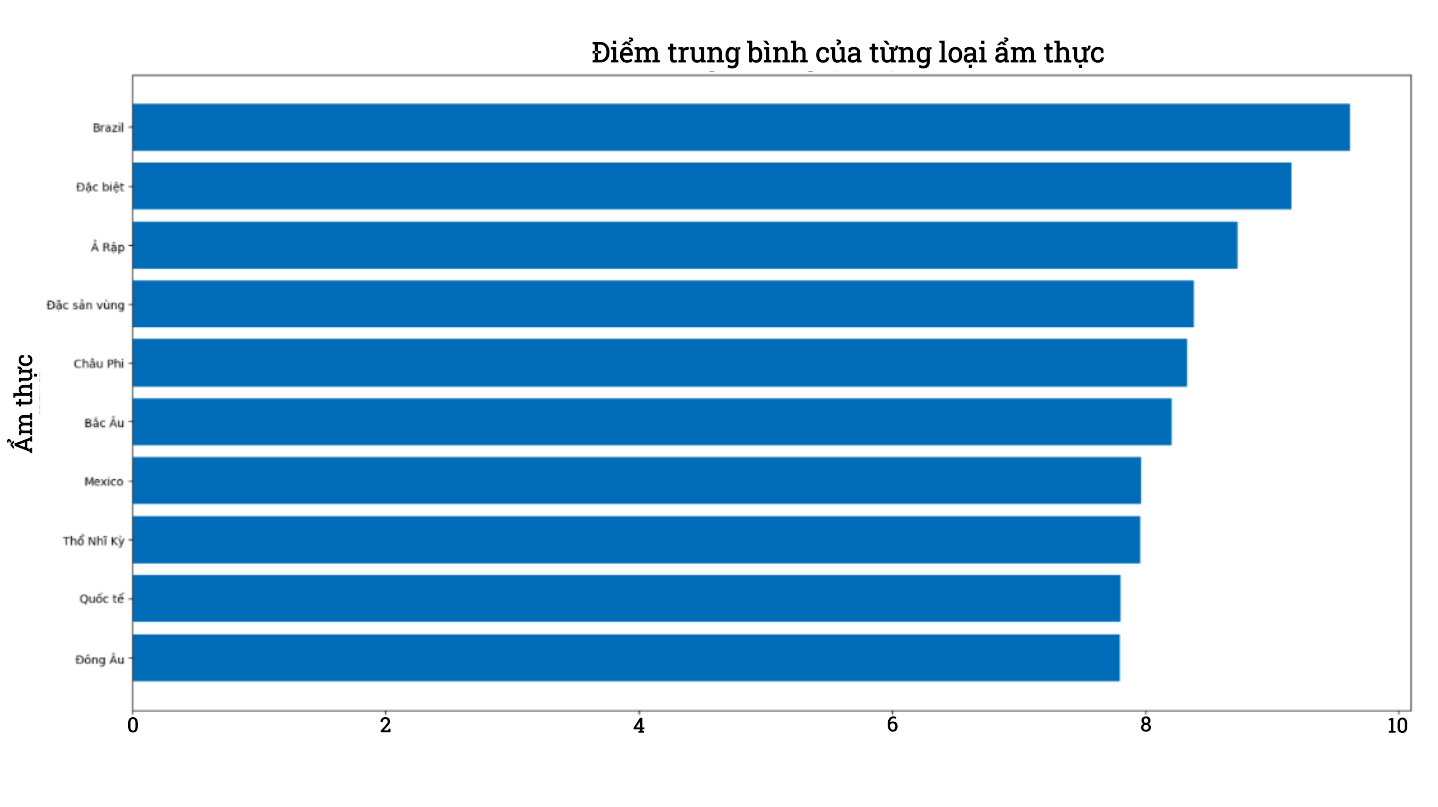 Điểm trung bình của từng loại ẩm thực
Brazil
Đặc biệt
Ả Rập
Đặc sản vùng
Châu Phi
Bắc Âu
Mexico
Thổ Nhĩ Kỳ
Quốc tế
Đông Âu
Ẩm thực
0 2 4 6 8 10